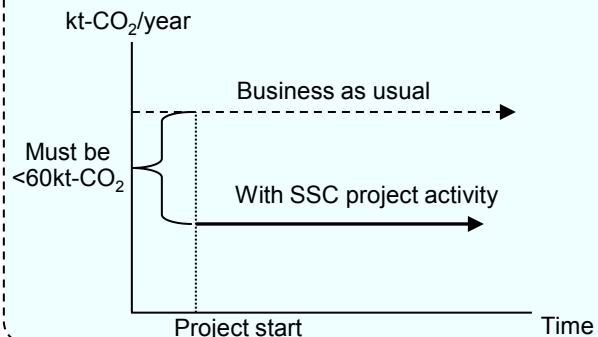 kt-CO₂/year
Business as usual
Must be
<60kt-CO₂
With SSC project activity
Project start
Time